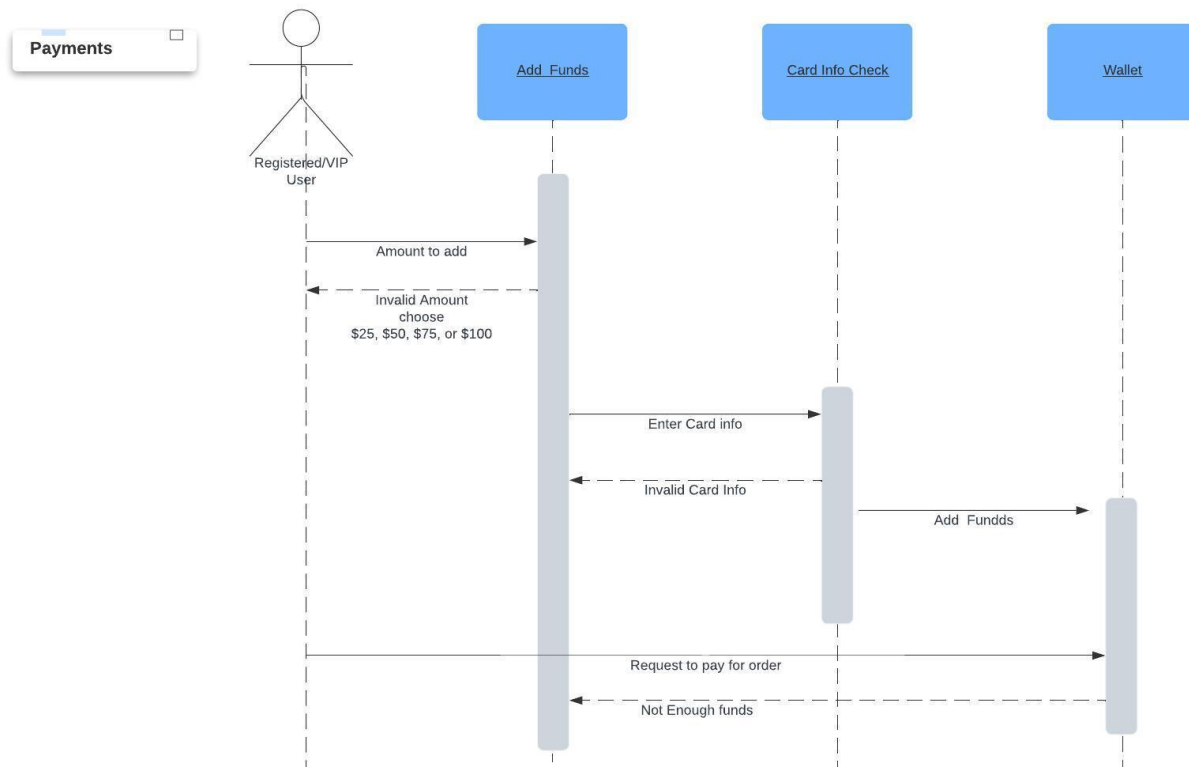 Payments
Add Funds
Card Info Check
Wallet
Registered/VIP
User
Amount to add
Invalid Amount
choose
$25, $50, $75, or $100
Enter Card info
Invalid Card Info
Add Fundds
Request to pay for order
Not Enough funds